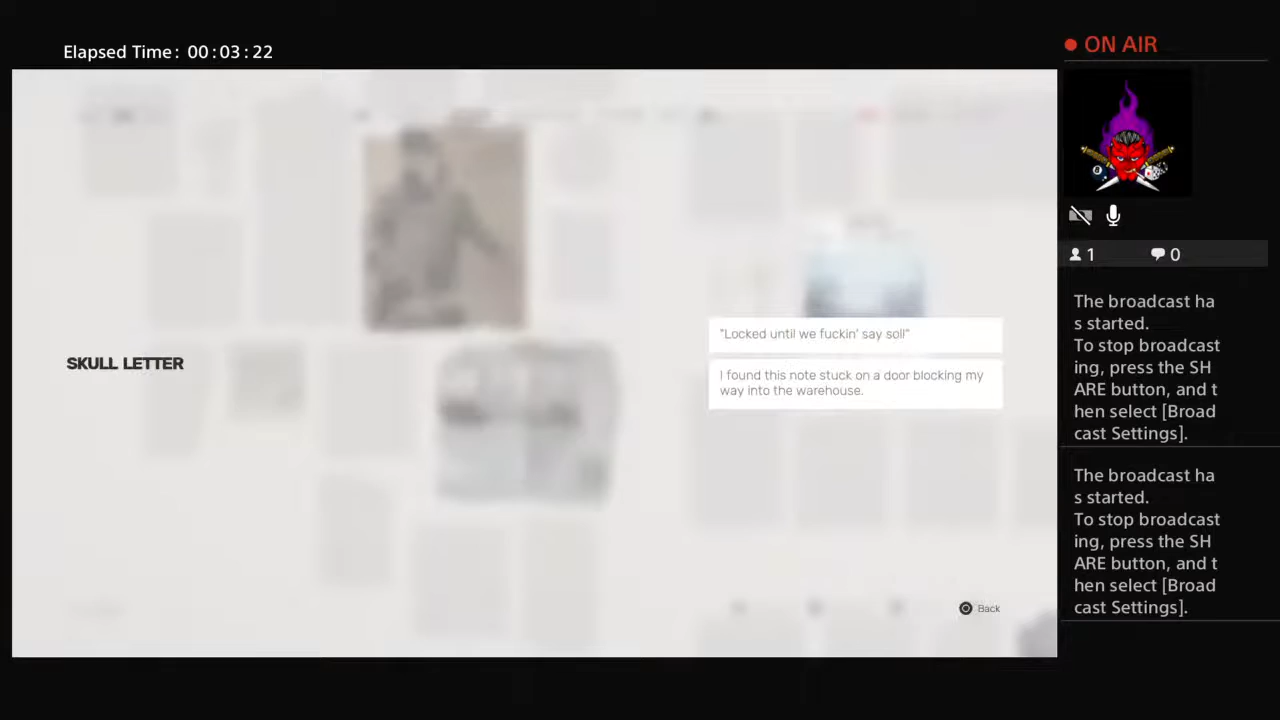 Elapsed Time: 00:03:22
ON AIR
1
0
The broadcast ha
s started.
To stop broadcast
ing, press the SH
ARE button, and t
hen select [Broad
cast Settings].
The broadcast ha
s started.
To stop broadcast
ing, press the SH
ARE button, and t
hen select [Broad
cast Settings].
SKULL LETTER
"Locked until we fuckin' say so!!"
I found this note stuck on a door blocking my
way into the warehouse.
Back